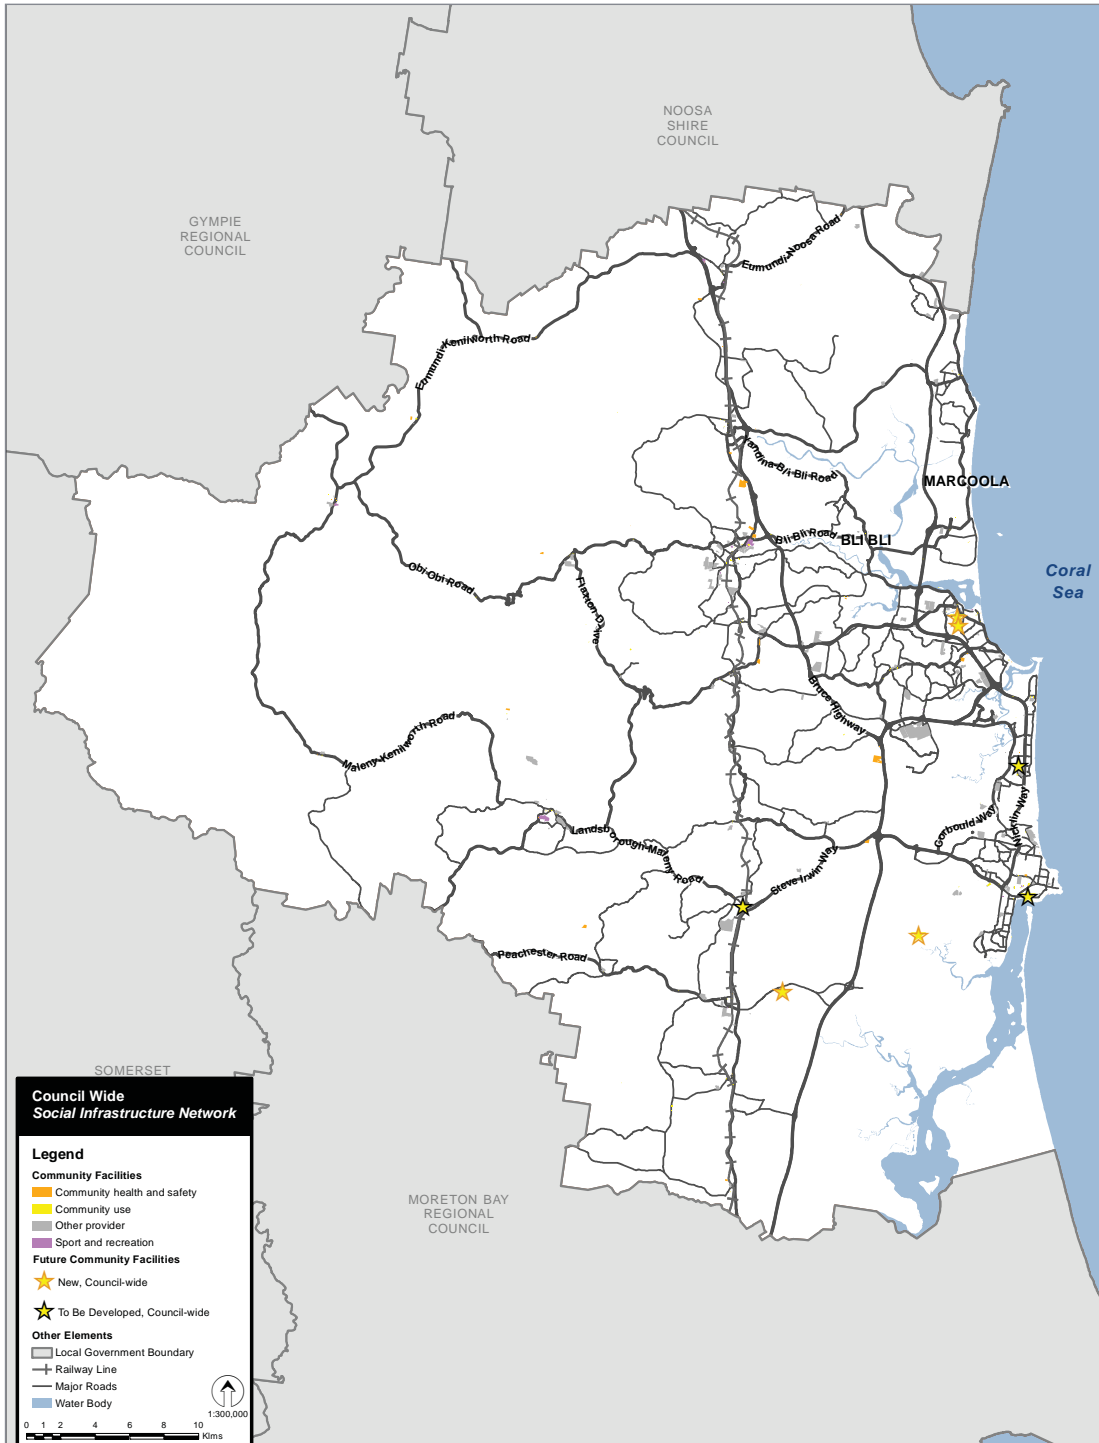 NOOSA
SHIRE
COUNCIL
GYMPIE
REGIONAL
COUNCIL
Eumundi-Noosa Road
Eumundi-Kenilworth Road
Yandina-Bli Bli Road
MARCOOLA
Bli Bli Road
BLI BLI
Coral
Sea
Obi Obi Road
Flaxton Drive
Bruce Highway
Maleny-Kenilworth Road
Nicklin Way
Corbould Way
Landsborough-Maleny Road
Steve Irwin Way
Peachester Road
SOMERSET
MORETON BAY
REGIONAL
COUNCIL
Council Wide
Social Infrastructure Network
Legend
Community Facilities
Community health and safety
Community use
Other provider
Sport and recreation
Future Community Facilities
New, Council-wide
To Be Developed, Council-wide
Other Elements
Local Government Boundary
Railway Line
Major Roads
Water Body
1:300,000
0 1 2 4 6 8 10
Klms